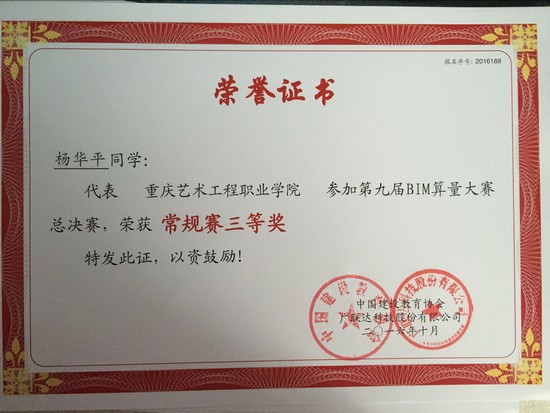 报名序号：2016188
荣誉证书
杨华平同学：
代表 重庆艺术工程职业学院 参加第九届BIM算量大赛
总决赛，荣获 常规赛三等奖
特发此证，以资鼓励！
中国建设教育协会
广联达科技股份有限公司
二〇一六年十月